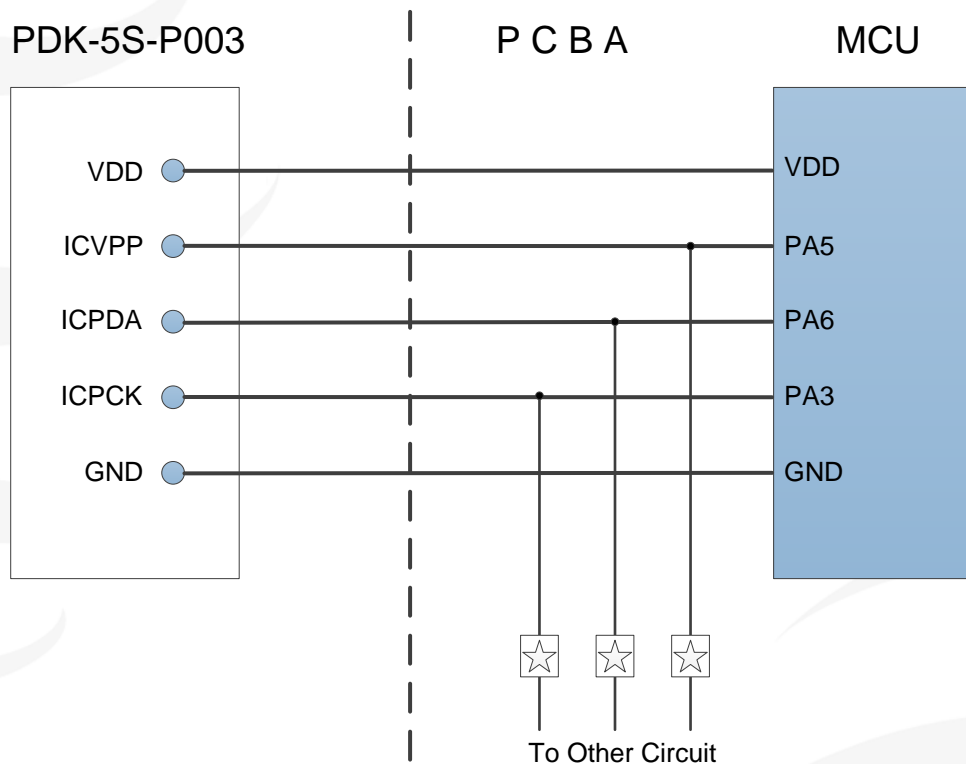 PDK-5S-P003
P C B A
MCU
VDD
VDD
ICVPP
PA5
ICPDA
PA6
ICPCK
PA3
GND
GND
To Other Circuit